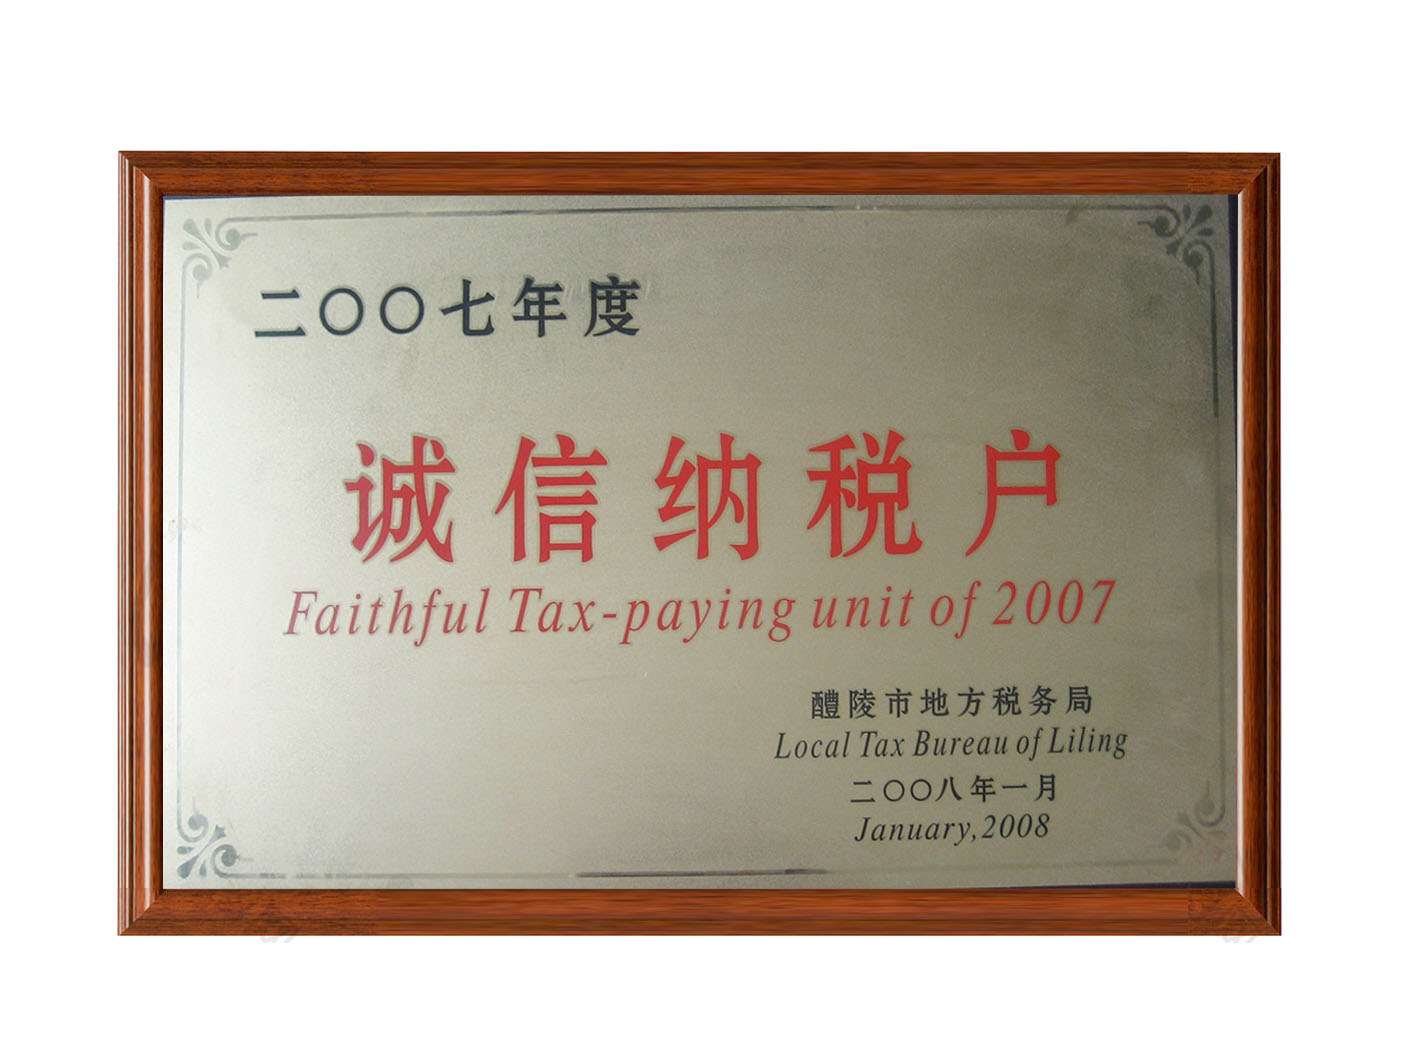 二〇〇七年度
诚信纳税户
Faithful Tax-paying unit of 2007
醴陵市地方税务局
Local Tax Bureau of Liling
二〇〇八年一月
January,2008